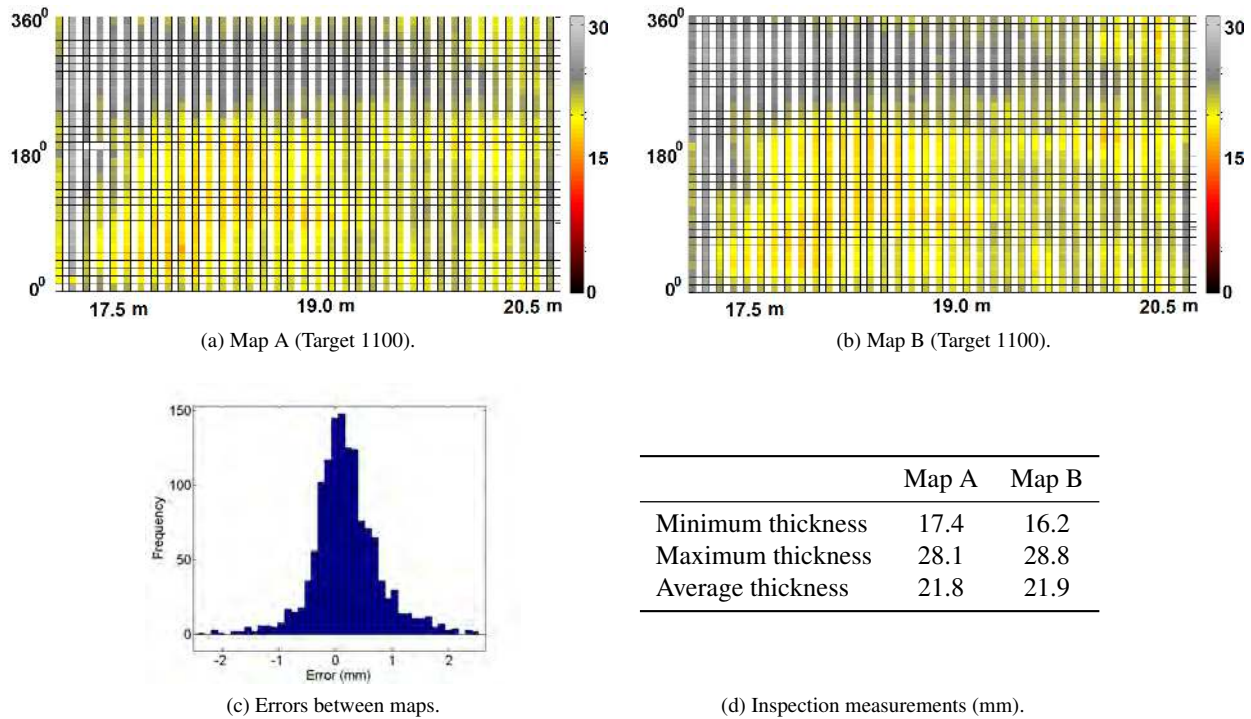 360⁰
180⁰
0⁰
17.5 m 19.0 m 20.5 m
30
15
0
(a) Map A (Target 1100).
360⁰
180⁰
0⁰
17.5 m 19.0 m 20.5 m
30
15
0
(b) Map B (Target 1100).
150
100
50
0
Frequency
-2 -1 0 1 2
Error (mm)
(c) Errors between maps.
Map A Map B
Minimum thickness 17.4 16.2
Maximum thickness 28.1 28.8
Average thickness 21.8 21.9
(d) Inspection measurements (mm).